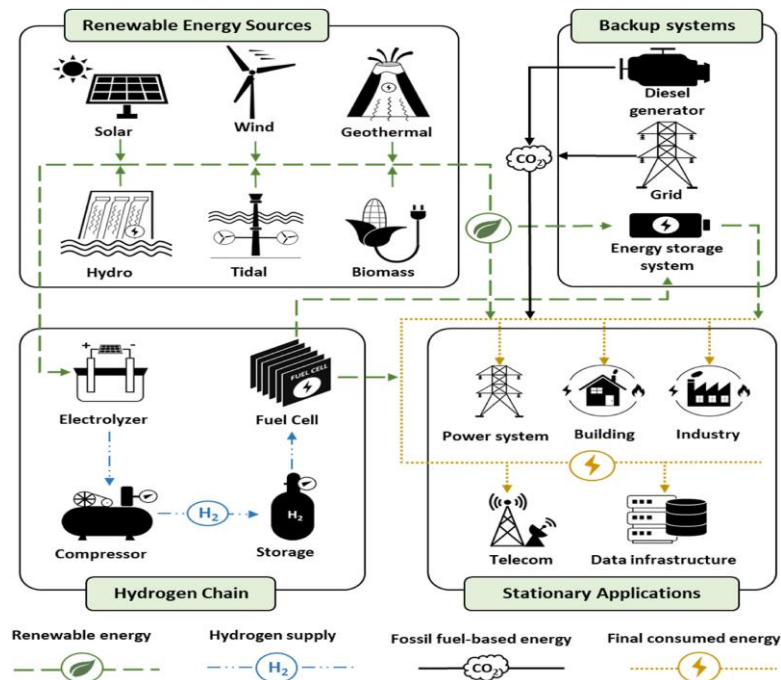 Renewable Energy Sources
Backup systems
Solar
Wind
Geothermal
Hydro
Tidal
Biomass
Diesel
generator
CO₂
Grid
Energy storage
system
+ -
Electrolyzer
FUEL CELL
Fuel Cell
Compressor
H₂
H₂
Storage
Hydrogen Chain
Power system
Building
Industry
Telecom
Data infrastructure
Stationary Applications
Renewable energy
Hydrogen supply
Fossil fuel-based energy
Final consumed energy
H₂
CO₂